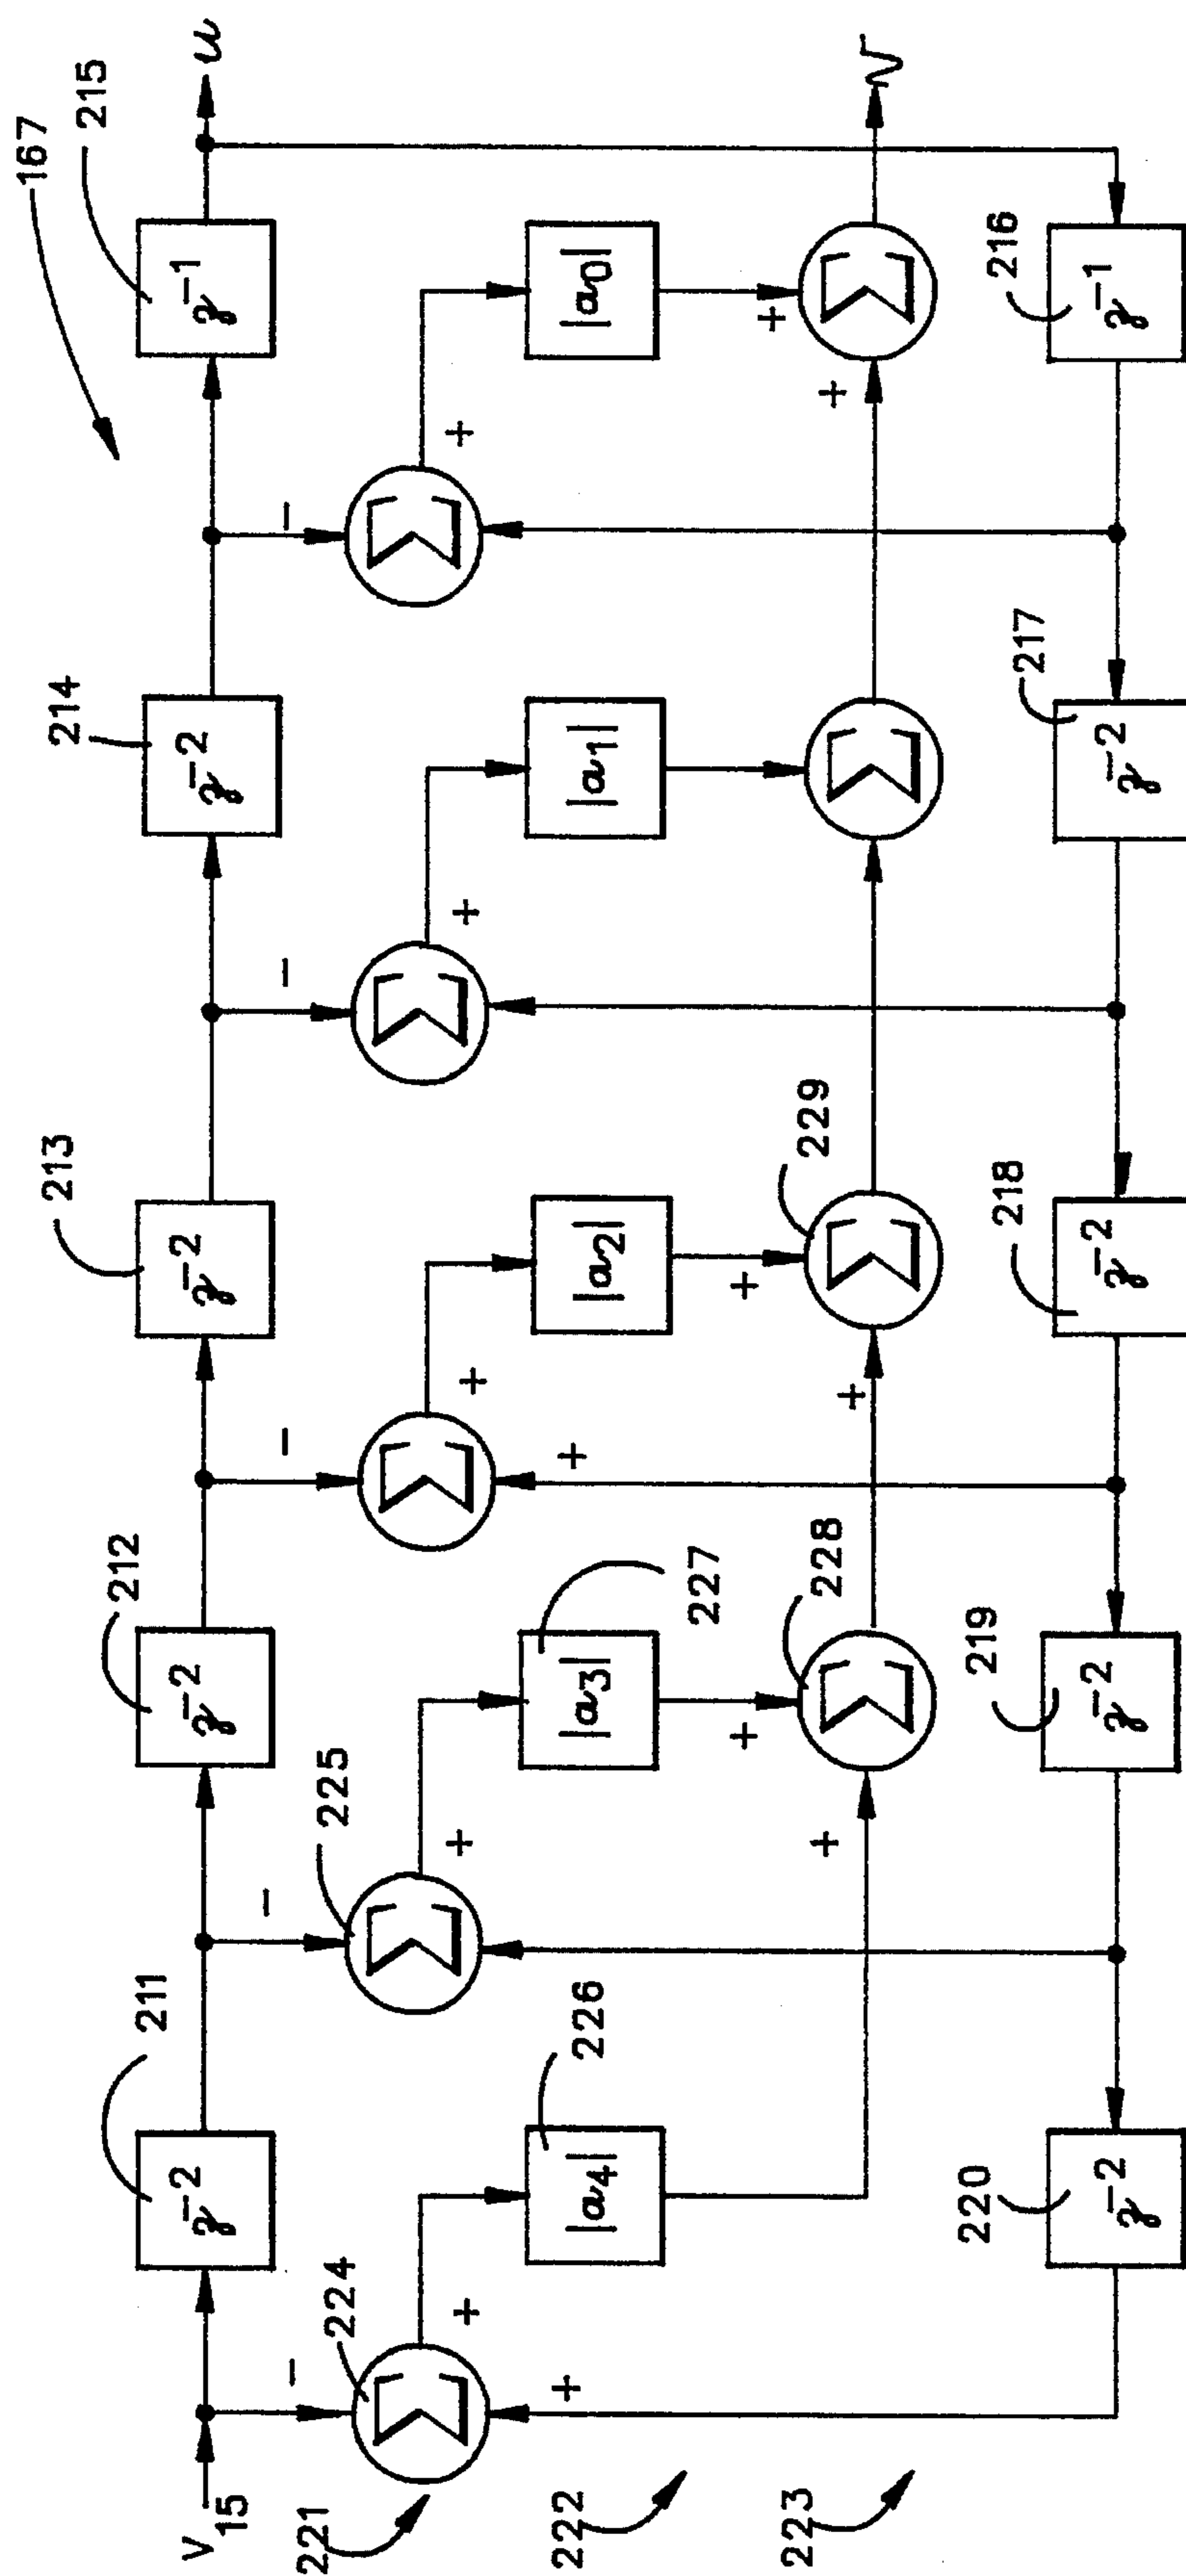 167
211
212
213
214
215
z^-2
z^-2
z^-2
z^-2
z^-1
u
V15
−
−
−
−
−
224
Σ
225
Σ
Σ
Σ
Σ
221
+
+
+
+
+
+
+
226
227
|a4|
|a3|
|a2|
|a1|
|a0|
222
+
+
+
228
229
Σ
Σ
Σ
Σ
v
+
+
+
223
220
219
218
217
216
z^-2
z^-2
z^-2
z^-2
z^-1